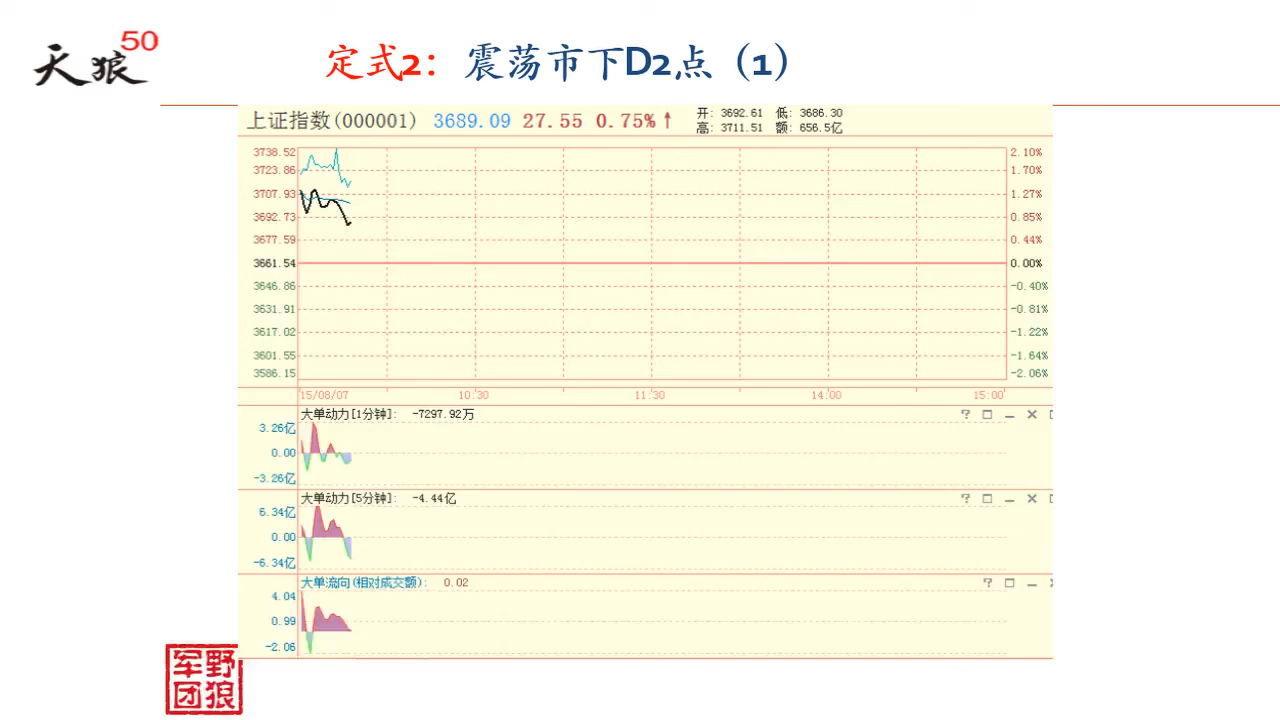 天狼50
定式2：震荡市下D2点（1）
上证指数(000001) 3689.09 27.55 0.75%↑
开: 3692.61 低: 3686.30
高: 3711.51 额: 656.5亿
3738.52 2.10%
3723.86 1.70%
3707.93 1.27%
3692.73 0.85%
3677.59 0.44%
3661.54 0.00%
3646.86 -0.40%
3631.91 -0.81%
3617.02 -1.22%
3601.55 -1.64%
3586.15 -2.06%
15/08/07 10:30 11:30 14:00 15:00
大单动力[1分钟]: -7297.92万
3.26亿
0.00
-3.26亿
大单动力[5分钟]: -4.44亿
6.34亿
0.00
-6.34亿
大单流向(相对成交额): 0.02
4.04
0.99
-2.06
军野
团狼